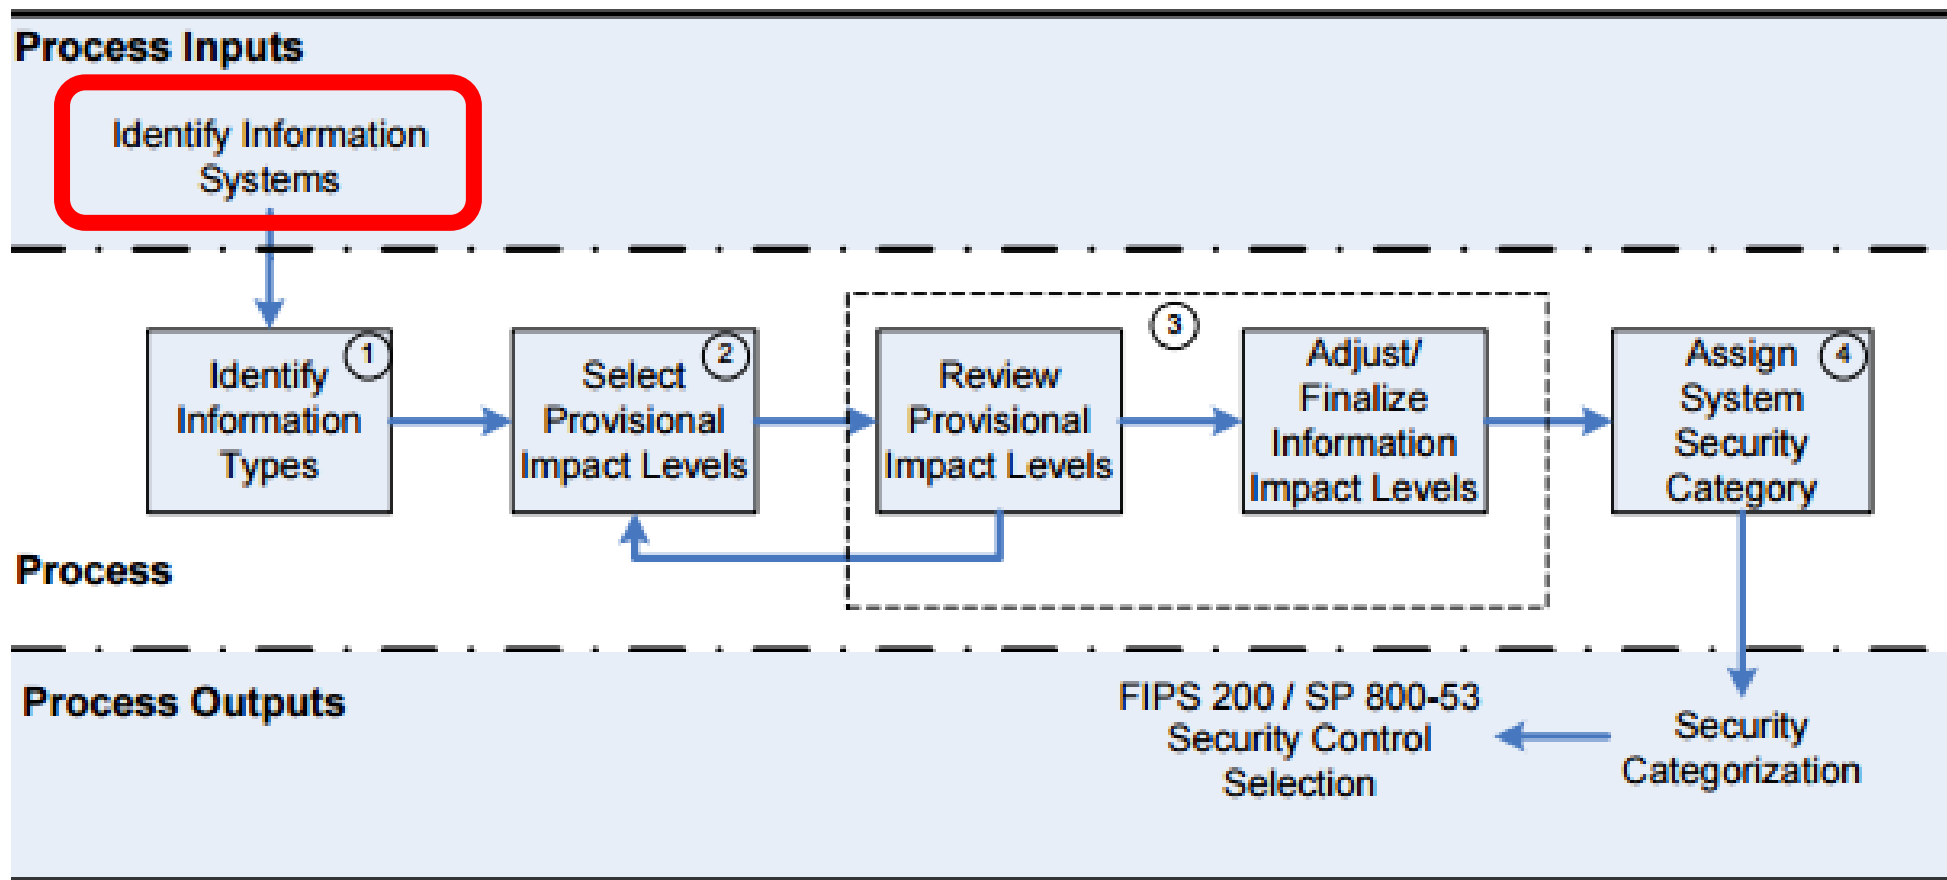 Process Inputs
Identify Information
Systems
1
Identify
Information
Types
2
Select
Provisional
Impact Levels
3
Review
Provisional
Impact Levels
Adjust/
Finalize
Information
Impact Levels
4
Assign
System
Security
Category
Process
Process Outputs
FIPS 200 / SP 800-53
Security Control
Selection
Security
Categorization